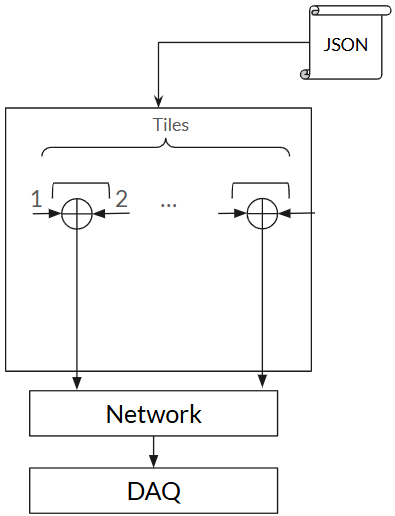 JSON
Tiles
1 2 ...
Network
DAQ